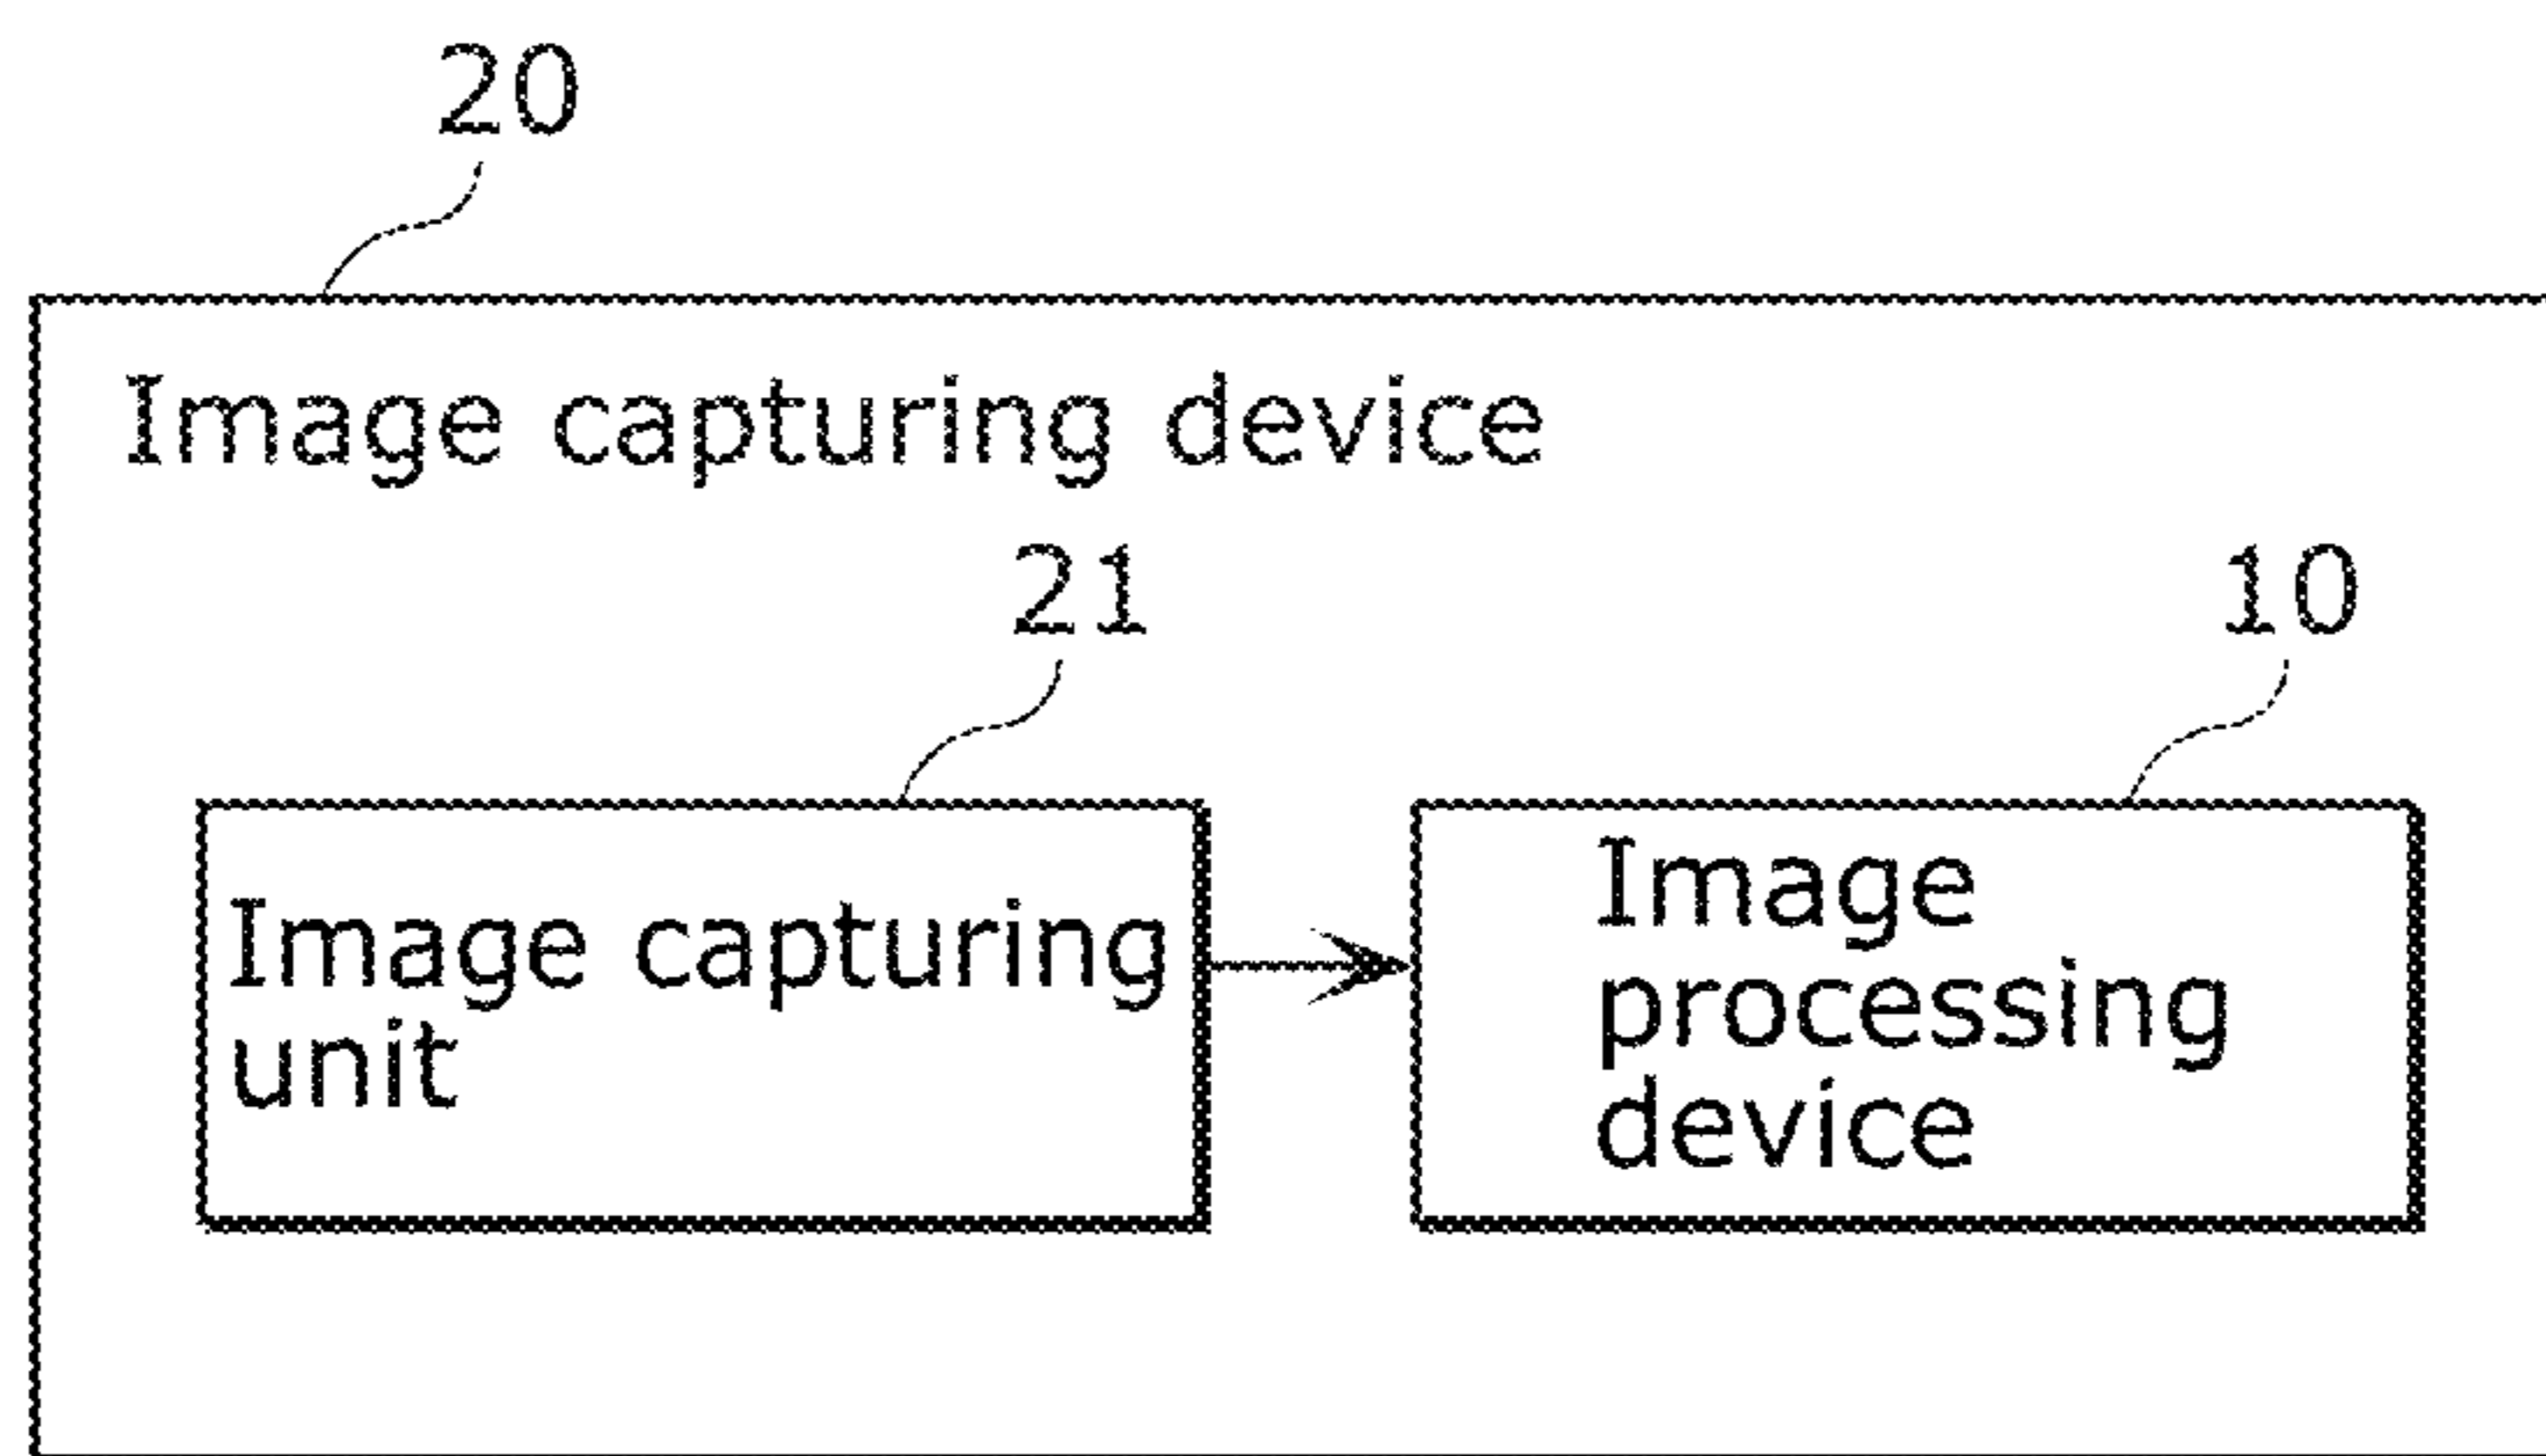 20
Image capturing device
21
10
Image capturing
unit
Image
processing
device